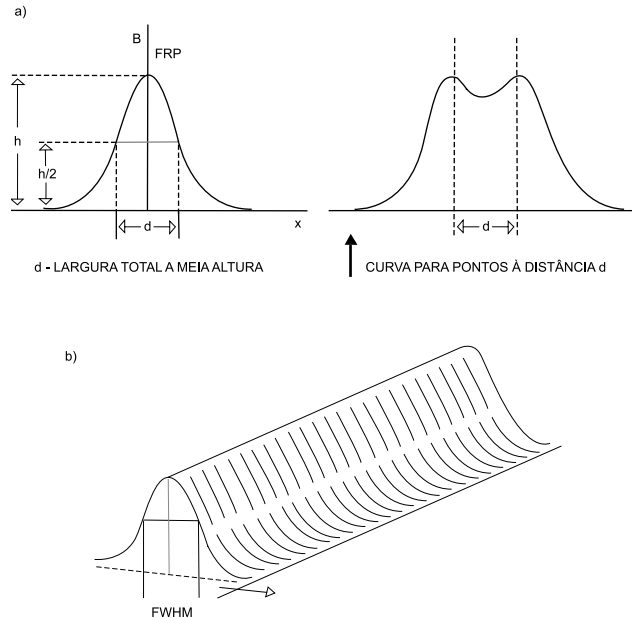 a)
B
FRP
h
h/2
d
x
d - LARGURA TOTAL A MEIA ALTURA
d
CURVA PARA PONTOS À DISTÂNCIA d
b)
FWHM